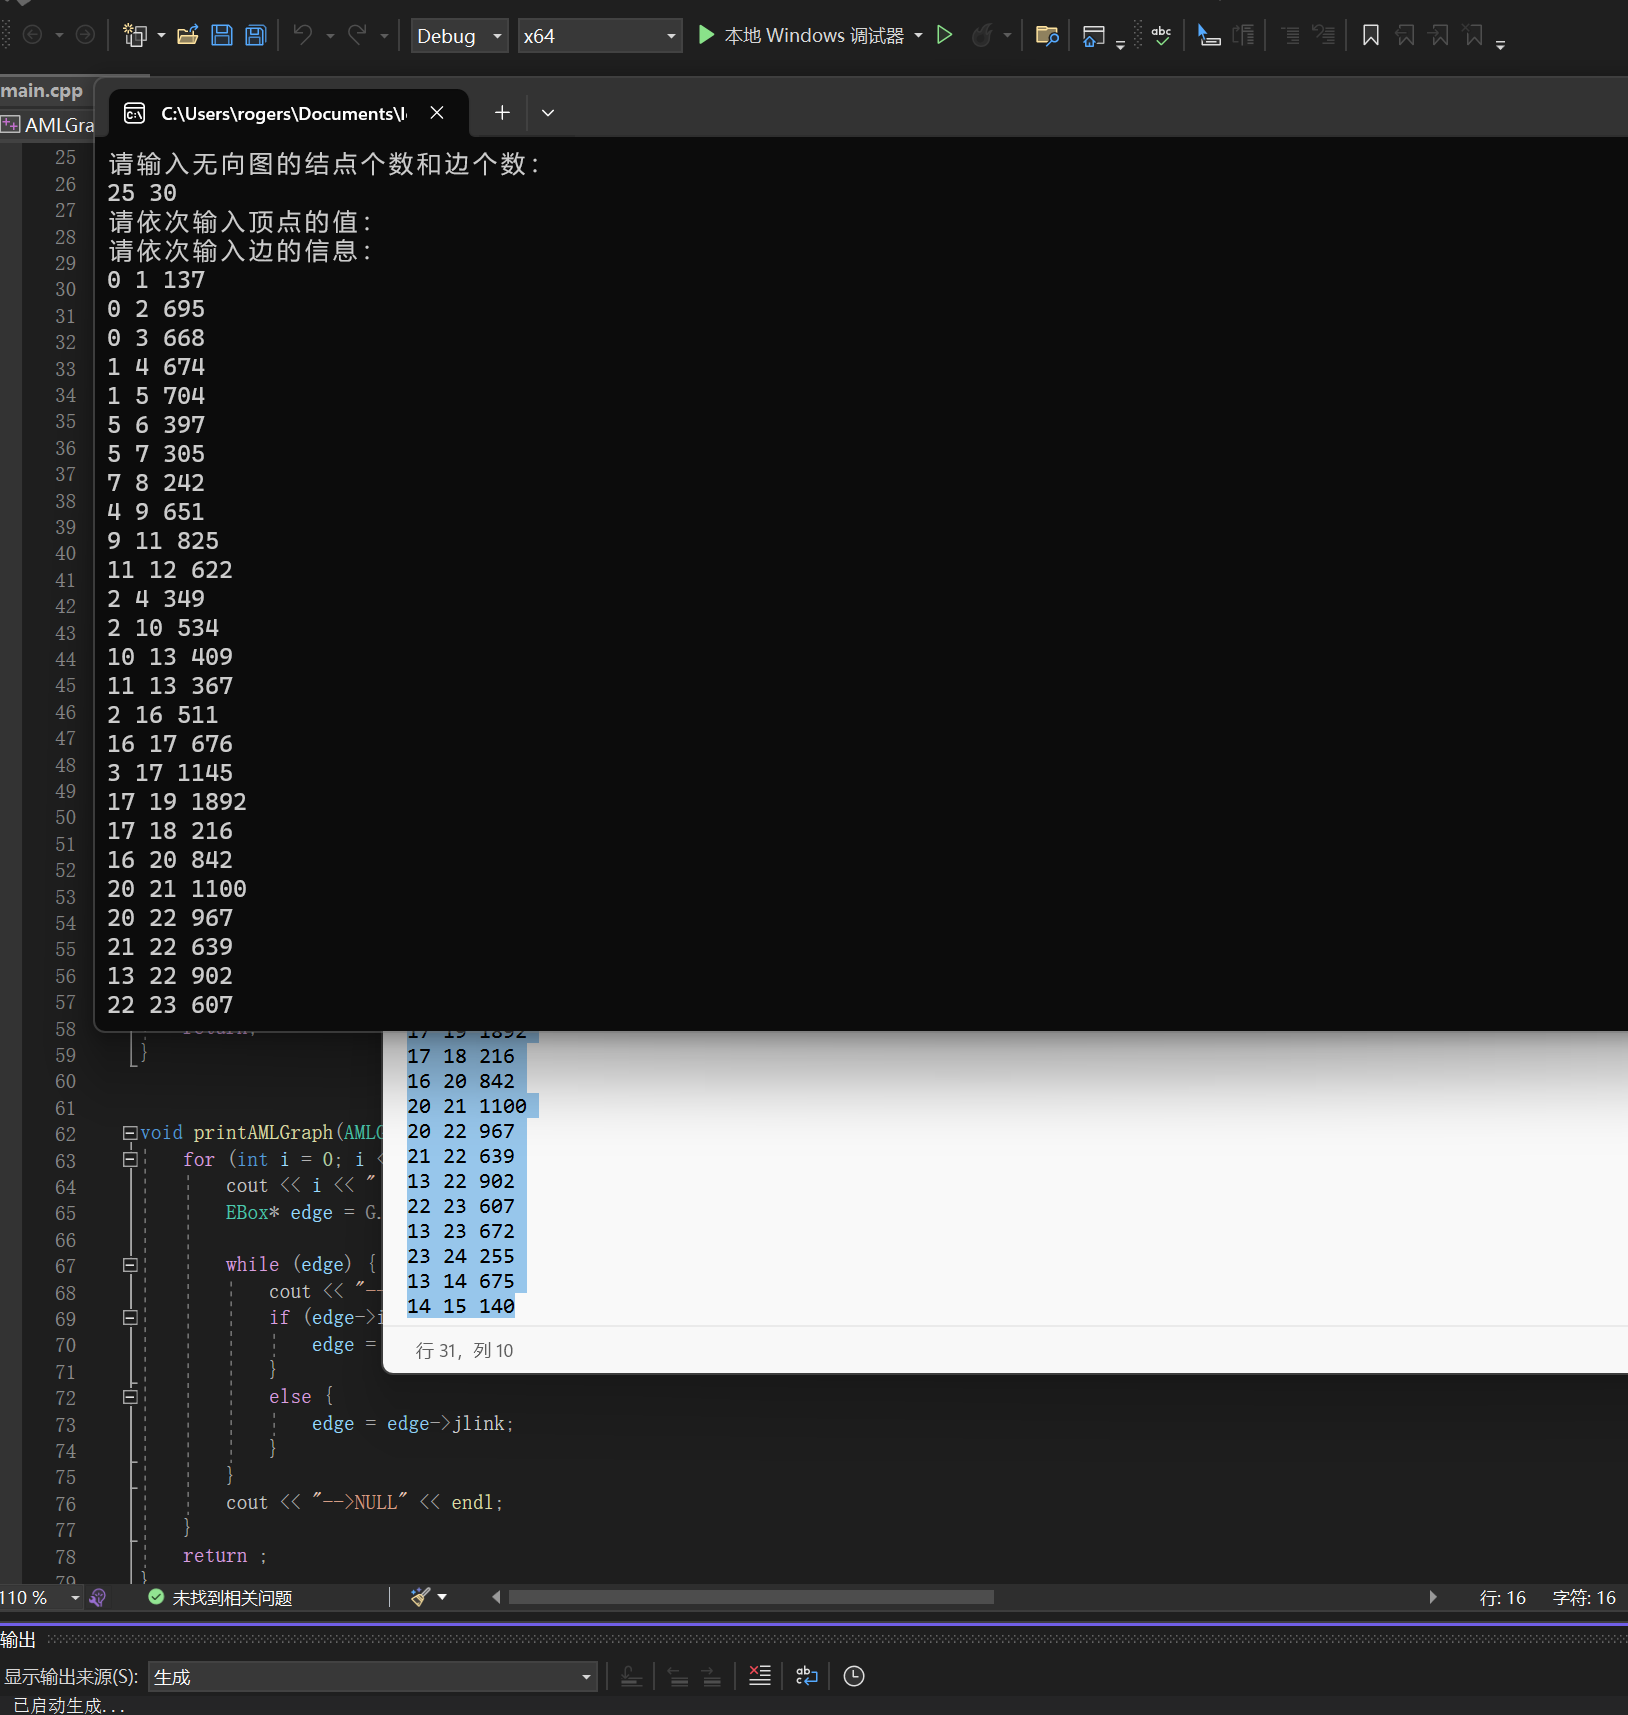 Debug
x64
本地 Windows 调试器
main.cpp
AMLGra
C:\Users\rogers\Documents\l
请输入无向图的结点个数和边个数：
25 30
请依次输入顶点的值：
请依次输入边的信息：
0 1 137
0 2 695
0 3 668
1 4 674
1 5 704
5 6 397
5 7 305
7 8 242
4 9 651
9 11 825
11 12 622
2 4 349
2 10 534
10 13 409
11 13 367
2 16 511
16 17 676
3 17 1145
17 19 1892
17 18 216
16 20 842
20 21 1100
20 22 967
21 22 639
13 22 902
22 23 607
17 19 1892
17 18 216
16 20 842
20 21 1100
20 22 967
21 22 639
13 22 902
22 23 607
13 23 672
23 24 255
13 14 675
14 15 140
行 31，列 10
25
26
27
28
29
30
31
32
33
34
35
36
37
38
39
40
41
42
43
44
45
46
47
48
49
50
51
52
53
54
55
56
57
58 return;
59 }
60
61
62 void printAMLGraph(AMLG
63 for (int i = 0; i <
64 cout << i << "
65 EBox* edge = G.
66
67 while (edge) {
68 cout << "--
69 if (edge->i
70 edge =
71 }
72 else {
73 edge = edge->jlink;
74 }
75 }
76 cout << "-->NULL" << endl;
77 }
78 return ;
79 }
110 %
未找到相关问题
行: 16
字符: 16
输出
显示输出来源(S):
生成
已启动生成...